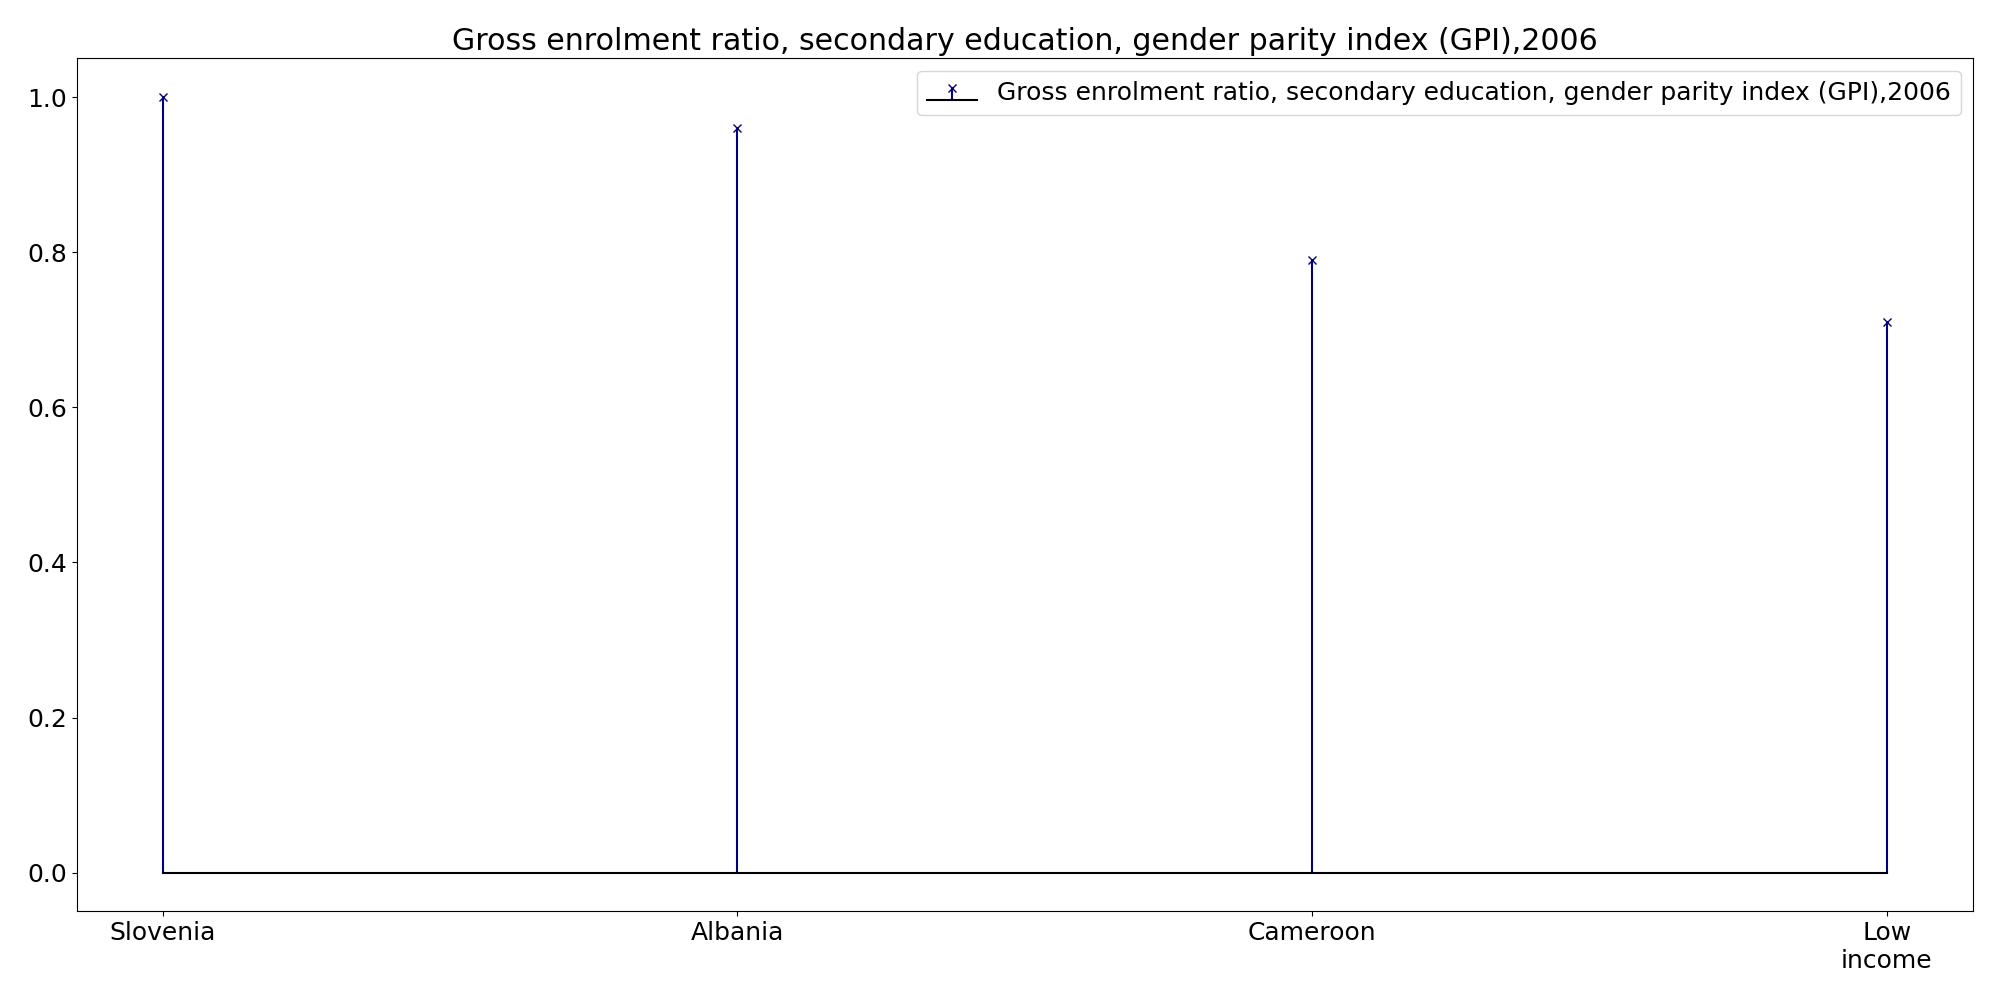 Gross enrolment ratio, secondary education, gender parity index (GPI),2006
Gross enrolment ratio, secondary education, gender parity index (GPI),2006
1.0
0.8
0.6
0.4
0.2
0.0
Slovenia
Albania
Cameroon
Low
income